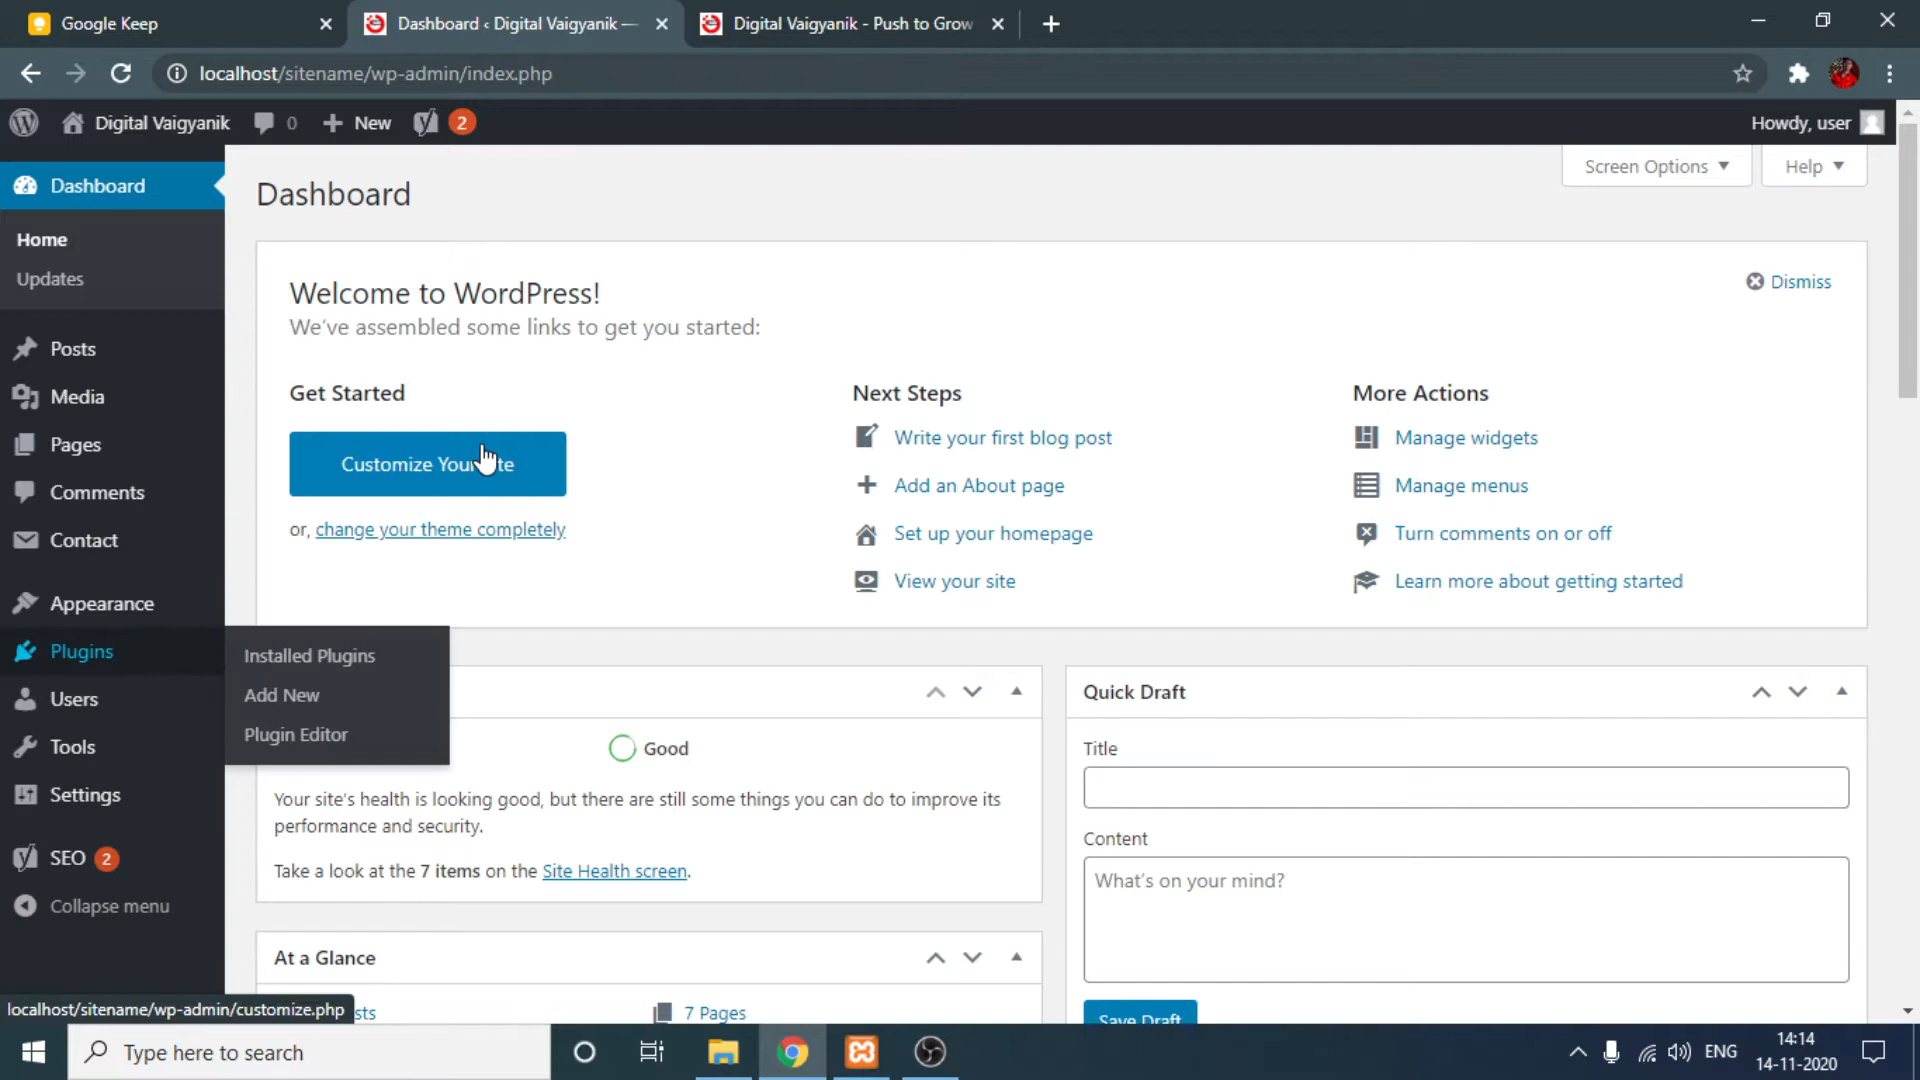 Google Keep
Dashboard ‹ Digital Vaigyanik —
Digital Vaigyanik - Push to Grow
localhost/sitename/wp-admin/index.php
Digital Vaigyanik
0
New
2
Howdy, user
Dashboard
Home
Updates
Posts
Media
Pages
Comments
Contact
Appearance
Plugins
Users
Tools
Settings
SEO 2
Collapse menu
Installed Plugins
Add New
Plugin Editor
Screen Options
Help
Dashboard
Welcome to WordPress!
We've assembled some links to get you started:
Dismiss
Get Started
Customize
or, change your theme completely
Next Steps
Write your first blog post
Add an About page
Set up your homepage
View your site
More Actions
Manage widgets
Manage menus
Turn comments on or off
Learn more about getting started
Good
Your site's health is looking good, but there are still some things you can do to improve its
performance and security.
Take a look at the 7 items on the Site Health screen.
At a Glance
7 Pages
Quick Draft
Title
Content
What's on your mind?
Save Draft
localhost/sitename/wp-admin/customize.php
Type here to search
ENG
14:14
14-11-2020